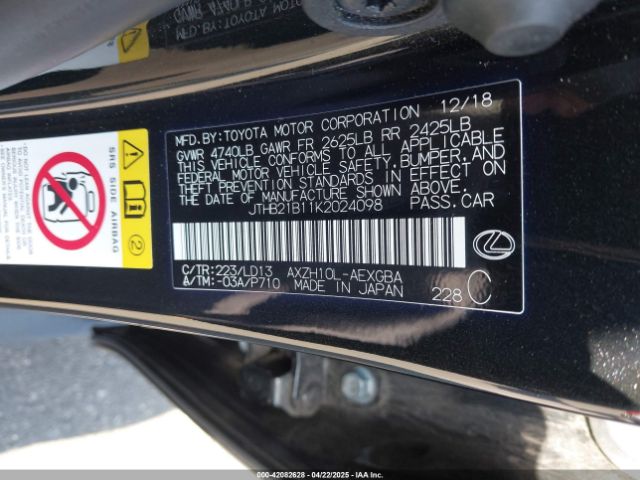 MFD. BY: TOYOTA MOTOR CORPORATION 12/18
GVWR 4740LB GAWR FR 2625LB RR 2425LB
THIS VEHICLE CONFORMS TO ALL APPLICABLE
FEDERAL MOTOR VEHICLE SAFETY, BUMPER, AND
THEFT PREVENTION STANDARDS IN EFFECT ON
THE DATE OF MANUFACTURE SHOWN ABOVE.
JTHB21B11K2024098 PASS. CAR
C/TR: 223/LD13 AXZH10L-AEXGBA
A/TM: -03A/P710 MADE IN JAPAN 228 C
SRS SIDE AIRBAG
2
000-42082628 - 04/22/2025 - IAAI.COM